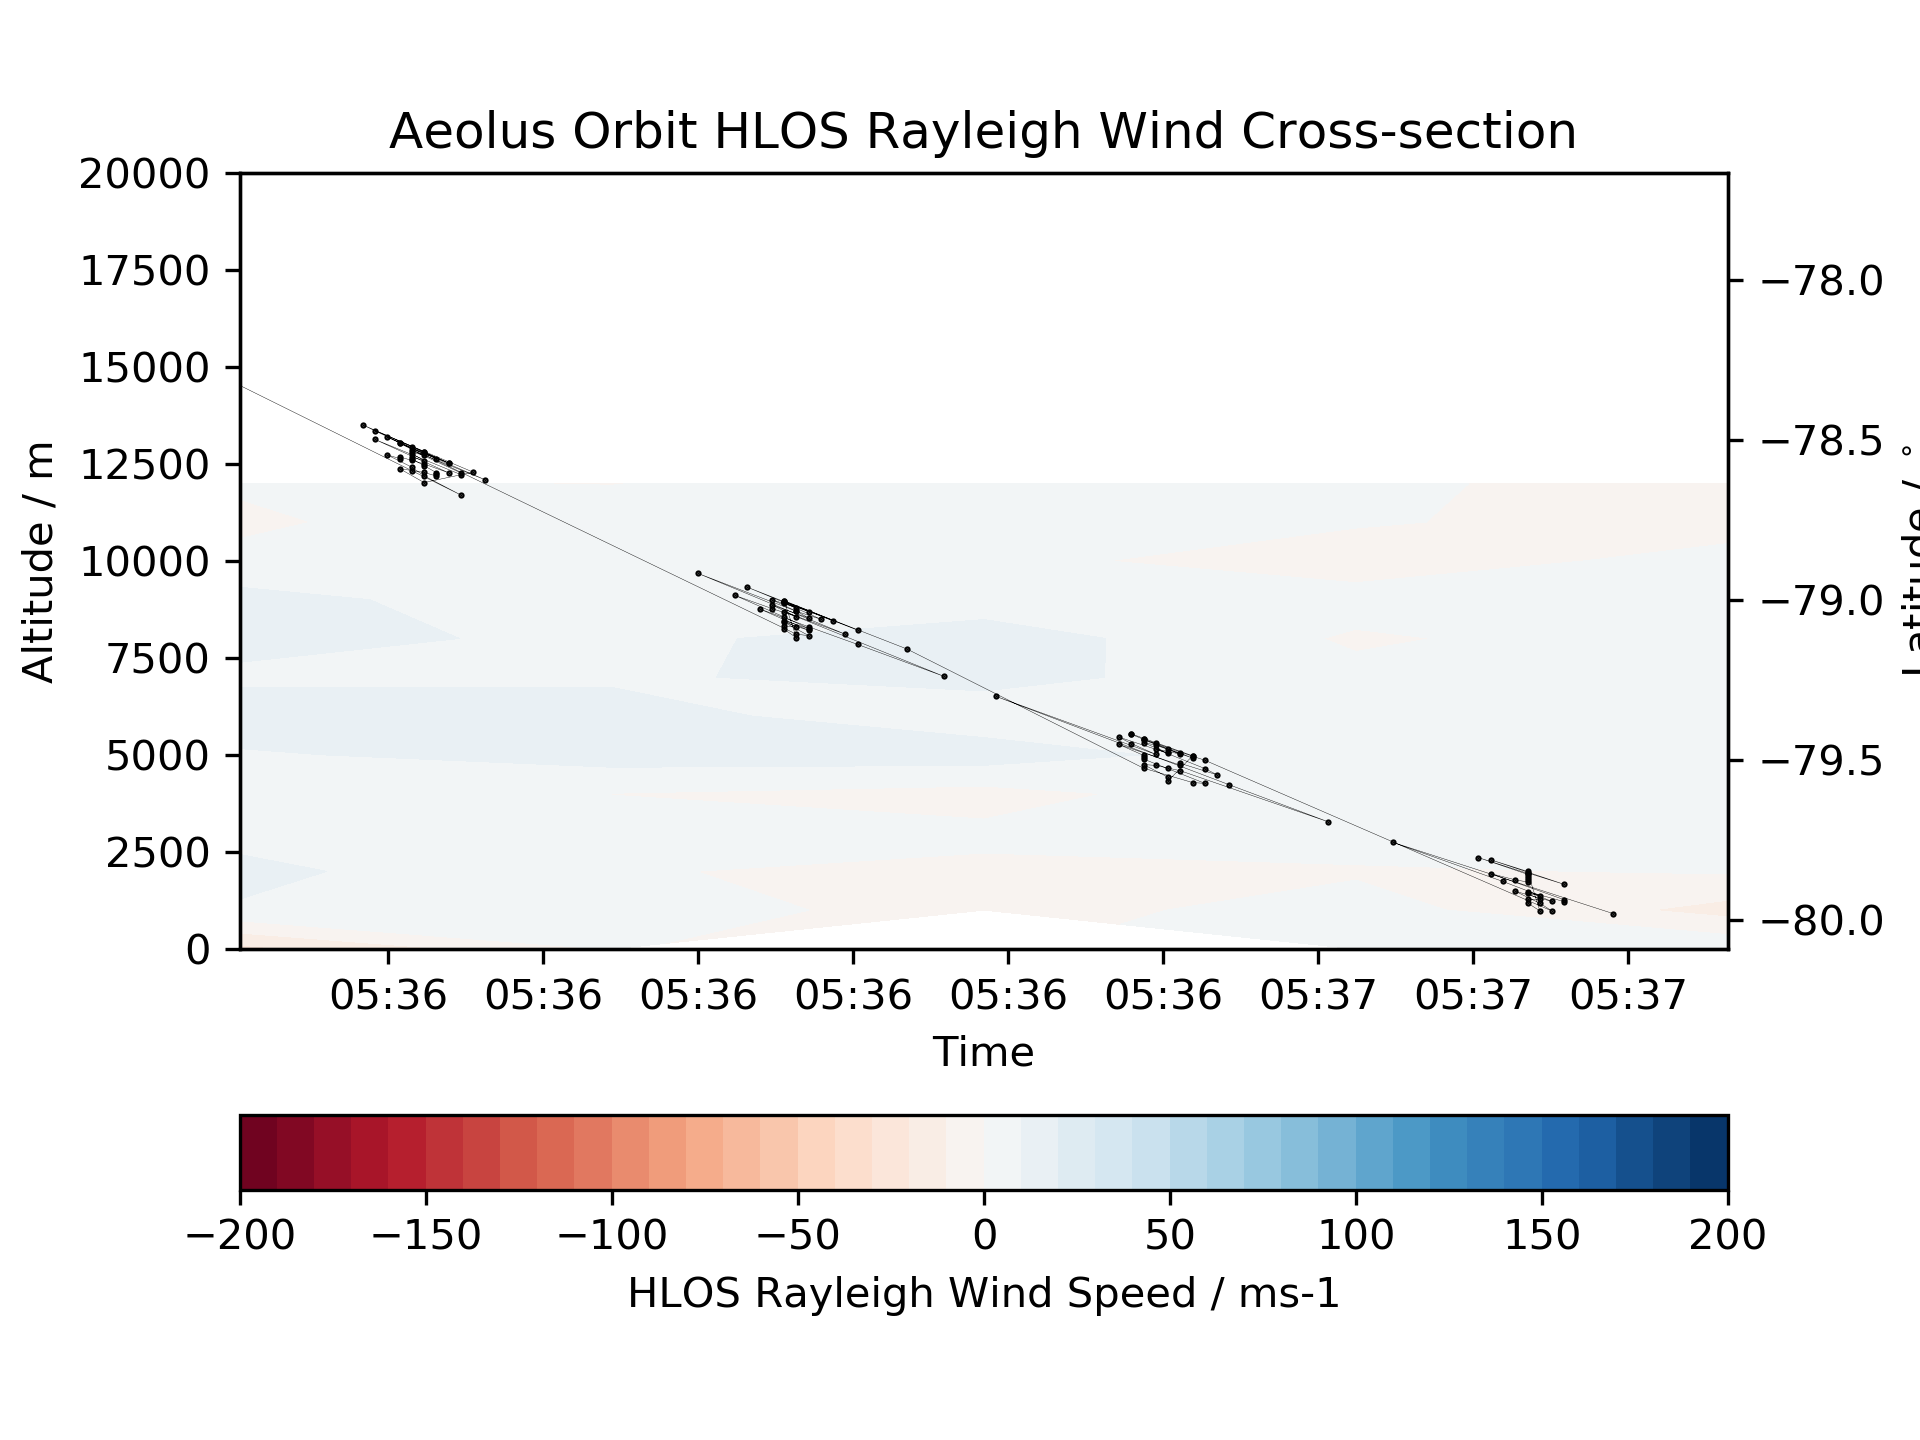 Aeolus Orbit HLOS Rayleigh Wind Cross-section
20000
17500
15000
12500
10000
7500
5000
2500
0
Altitude / m
−78.0
−78.5
−79.0
−79.5
−80.0
Latitude / °
05:36 05:36 05:36 05:36 05:36 05:36 05:37 05:37 05:37
Time
−200 −150 −100 −50 0 50 100 150 200
HLOS Rayleigh Wind Speed / ms-1